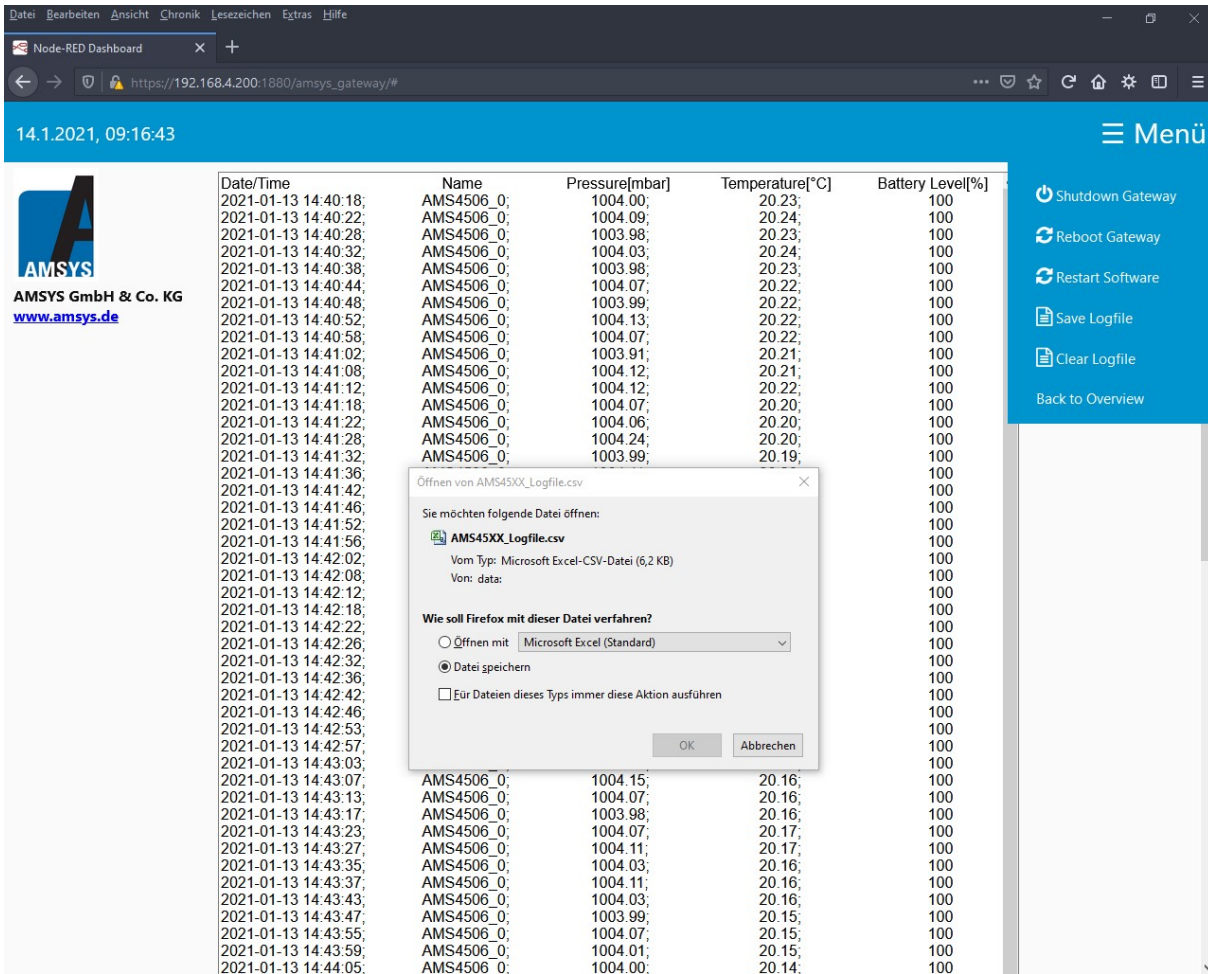 Datei Bearbeiten Ansicht Chronik Lesezeichen Extras Hilfe
Node-RED Dashboard
https://192.168.4.200:1880/amsys_gateway/#
14.1.2021, 09:16:43
Menü
AMSYS
AMSYS GmbH & Co. KG
www.amsys.de
Date/Time Name Pressure[mbar] Temperature[°C] Battery Level[%]
2021-01-13 14:40:18; AMS4506_0; 1004.00; 20.23; 100
2021-01-13 14:40:22; AMS4506_0; 1004.09; 20.24; 100
2021-01-13 14:40:28; AMS4506_0; 1003.98; 20.23; 100
2021-01-13 14:40:32; AMS4506_0; 1004.03; 20.24; 100
2021-01-13 14:40:38; AMS4506_0; 1003.98; 20.23; 100
2021-01-13 14:40:44; AMS4506_0; 1004.07; 20.22; 100
2021-01-13 14:40:48; AMS4506_0; 1003.99; 20.22; 100
2021-01-13 14:40:52; AMS4506_0; 1004.13; 20.22; 100
2021-01-13 14:40:58; AMS4506_0; 1004.07; 20.22; 100
2021-01-13 14:41:02; AMS4506_0; 1003.91; 20.21; 100
2021-01-13 14:41:08; AMS4506_0; 1004.12; 20.21; 100
2021-01-13 14:41:12; AMS4506_0; 1004.12; 20.22; 100
2021-01-13 14:41:18; AMS4506_0; 1004.07; 20.20; 100
2021-01-13 14:41:22; AMS4506_0; 1004.06; 20.20; 100
2021-01-13 14:41:28; AMS4506_0; 1004.24; 20.20; 100
2021-01-13 14:41:32; AMS4506_0; 1003.99; 20.19; 100
2021-01-13 14:41:36; 100
2021-01-13 14:41:42; 100
2021-01-13 14:41:46; 100
2021-01-13 14:41:52; 100
2021-01-13 14:41:56; 100
2021-01-13 14:42:02; 100
2021-01-13 14:42:08; 100
2021-01-13 14:42:12; 100
2021-01-13 14:42:18; 100
2021-01-13 14:42:22; 100
2021-01-13 14:42:26; 100
2021-01-13 14:42:32; 100
2021-01-13 14:42:36; 100
2021-01-13 14:42:42; 100
2021-01-13 14:42:46; 100
2021-01-13 14:42:53; 100
2021-01-13 14:42:57; 100
2021-01-13 14:43:03; 100
2021-01-13 14:43:07; AMS4506_0; 1004.15; 20.16; 100
2021-01-13 14:43:13; AMS4506_0; 1004.07; 20.16; 100
2021-01-13 14:43:17; AMS4506_0; 1003.98; 20.16; 100
2021-01-13 14:43:23; AMS4506_0; 1004.07; 20.17; 100
2021-01-13 14:43:27; AMS4506_0; 1004.11; 20.17; 100
2021-01-13 14:43:35; AMS4506_0; 1004.03; 20.16; 100
2021-01-13 14:43:37; AMS4506_0; 1004.11; 20.16; 100
2021-01-13 14:43:43; AMS4506_0; 1004.03; 20.16; 100
2021-01-13 14:43:47; AMS4506_0; 1003.99; 20.15; 100
2021-01-13 14:43:55; AMS4506_0; 1004.07; 20.15; 100
2021-01-13 14:43:59; AMS4506_0; 1004.01; 20.15; 100
2021-01-13 14:44:05; AMS4506_0; 1004.00; 20.14; 100
Öffnen von AMS45XX_Logfile.csv
Sie möchten folgende Datei öffnen:
AMS45XX_Logfile.csv
Vom Typ: Microsoft Excel-CSV-Datei (6,2 KB)
Von: data:
Wie soll Firefox mit dieser Datei verfahren?
Öffnen mit Microsoft Excel (Standard)
Datei speichern
Für Dateien dieses Typs immer diese Aktion ausführen
OK Abbrechen
Shutdown Gateway
Reboot Gateway
Restart Software
Save Logfile
Clear Logfile
Back to Overview